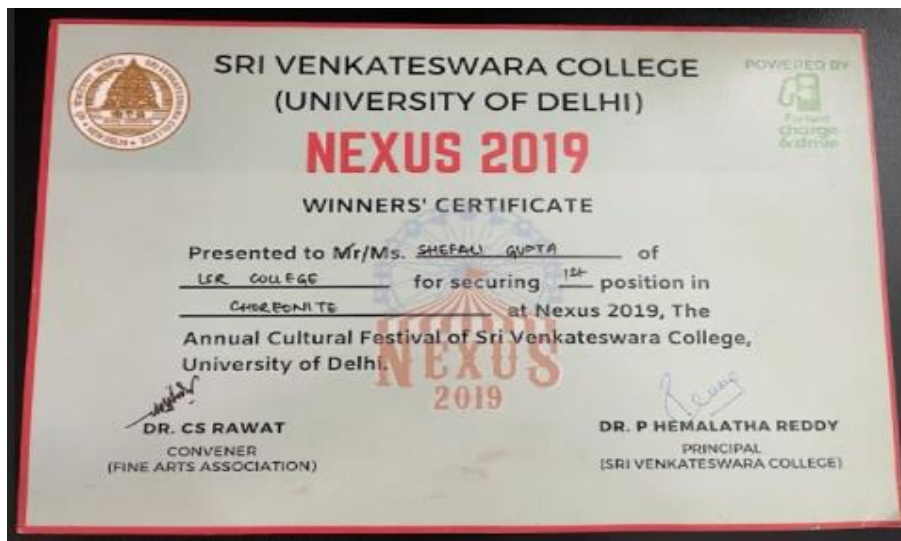 SRI VENKATESWARA COLLEGE
(UNIVERSITY OF DELHI)
POWERED BY
Fortum
charge
& drive
NEXUS 2019
WINNERS' CERTIFICATE
Presented to Mr/Ms. SHEFALI GUPTA of
LSR COLLEGE for securing 1st position in
CHOREONITE at Nexus 2019, The
Annual Cultural Festival of Sri Venkateswara College,
University of Delhi.
NEXUS
2019
DR. CS RAWAT
CONVENER
(FINE ARTS ASSOCIATION)
DR. P HEMALATHA REDDY
PRINCIPAL
(SRI VENKATESWARA COLLEGE)